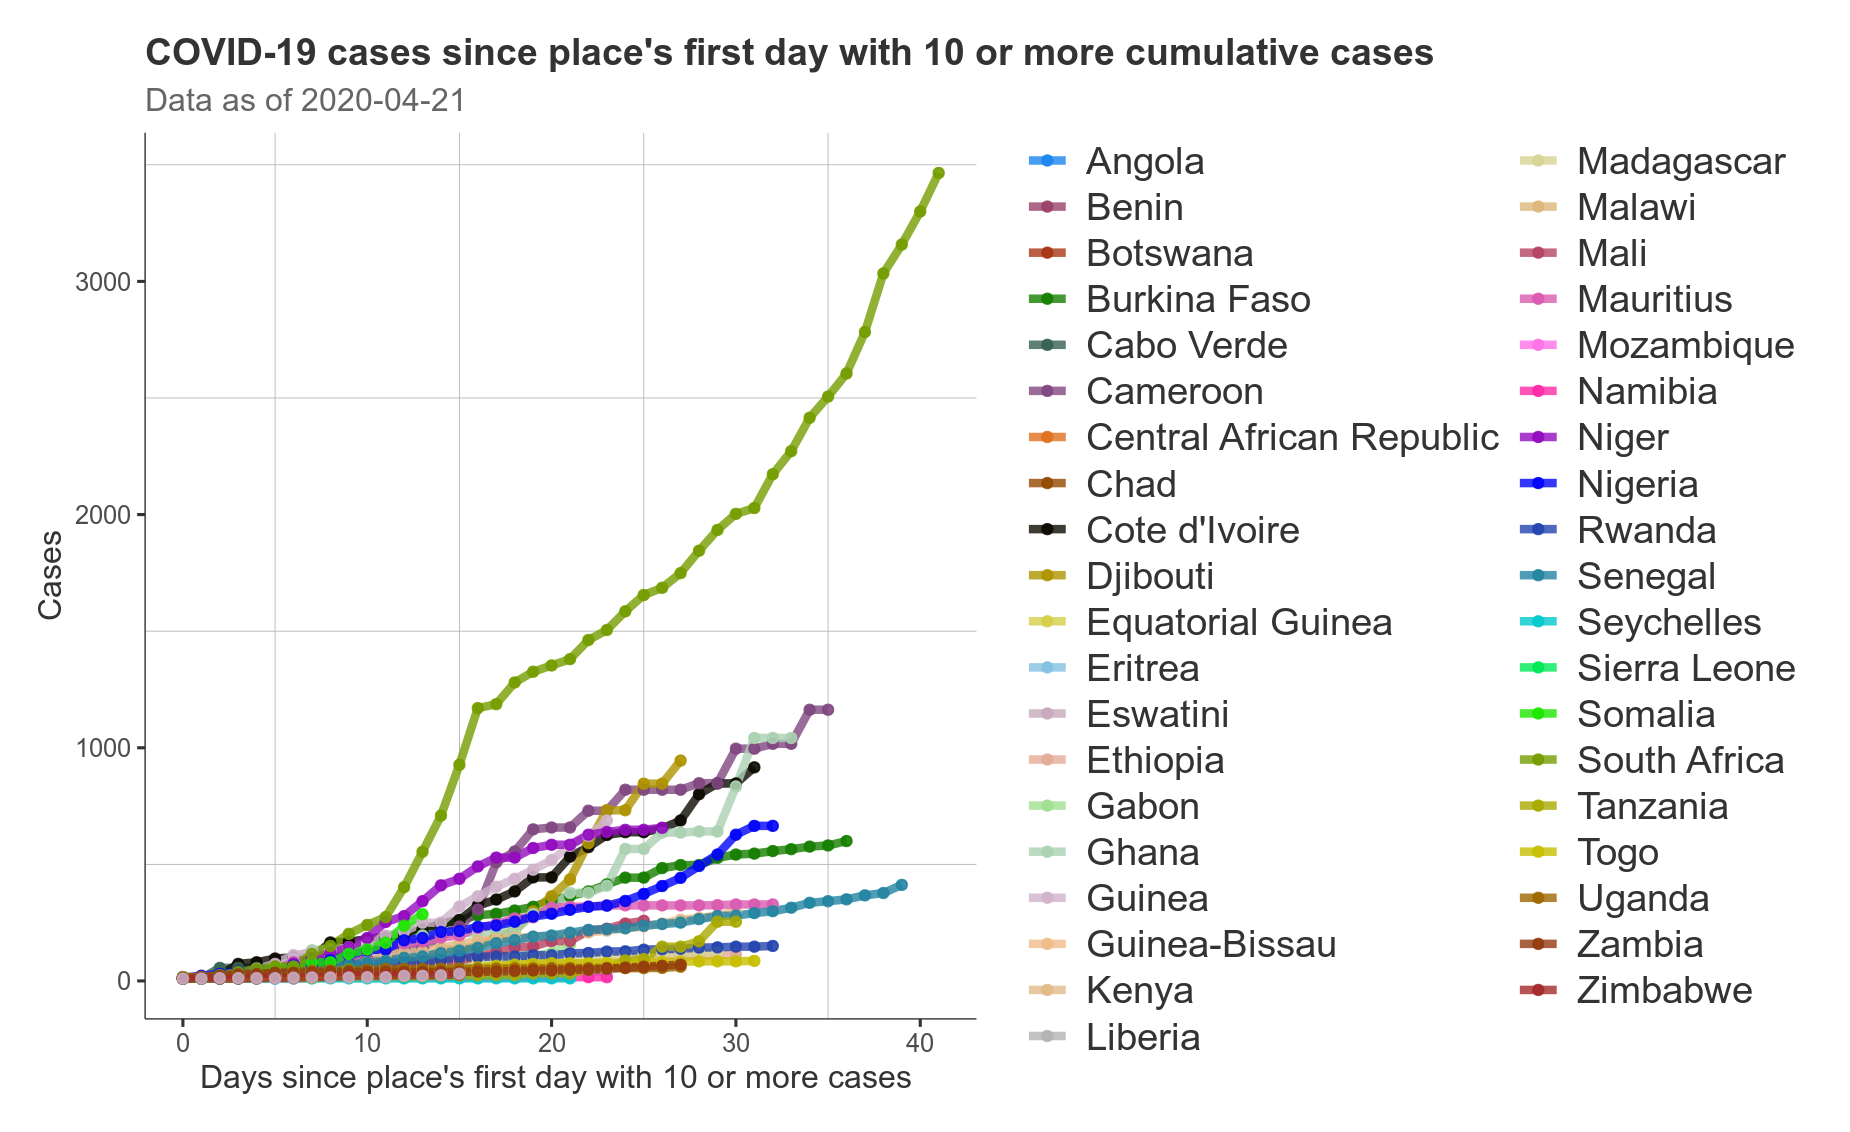 COVID-19 cases since place's first day with 10 or more cumulative cases
Data as of 2020-04-21
Cases
3000
2000
1000
0
0 10 20 30 40
Days since place's first day with 10 or more cases
Angola
Benin
Botswana
Burkina Faso
Cabo Verde
Cameroon
Central African Republic
Chad
Cote d'Ivoire
Djibouti
Equatorial Guinea
Eritrea
Eswatini
Ethiopia
Gabon
Ghana
Guinea
Guinea-Bissau
Kenya
Liberia
Madagascar
Malawi
Mali
Mauritius
Mozambique
Namibia
Niger
Nigeria
Rwanda
Senegal
Seychelles
Sierra Leone
Somalia
South Africa
Tanzania
Togo
Uganda
Zambia
Zimbabwe